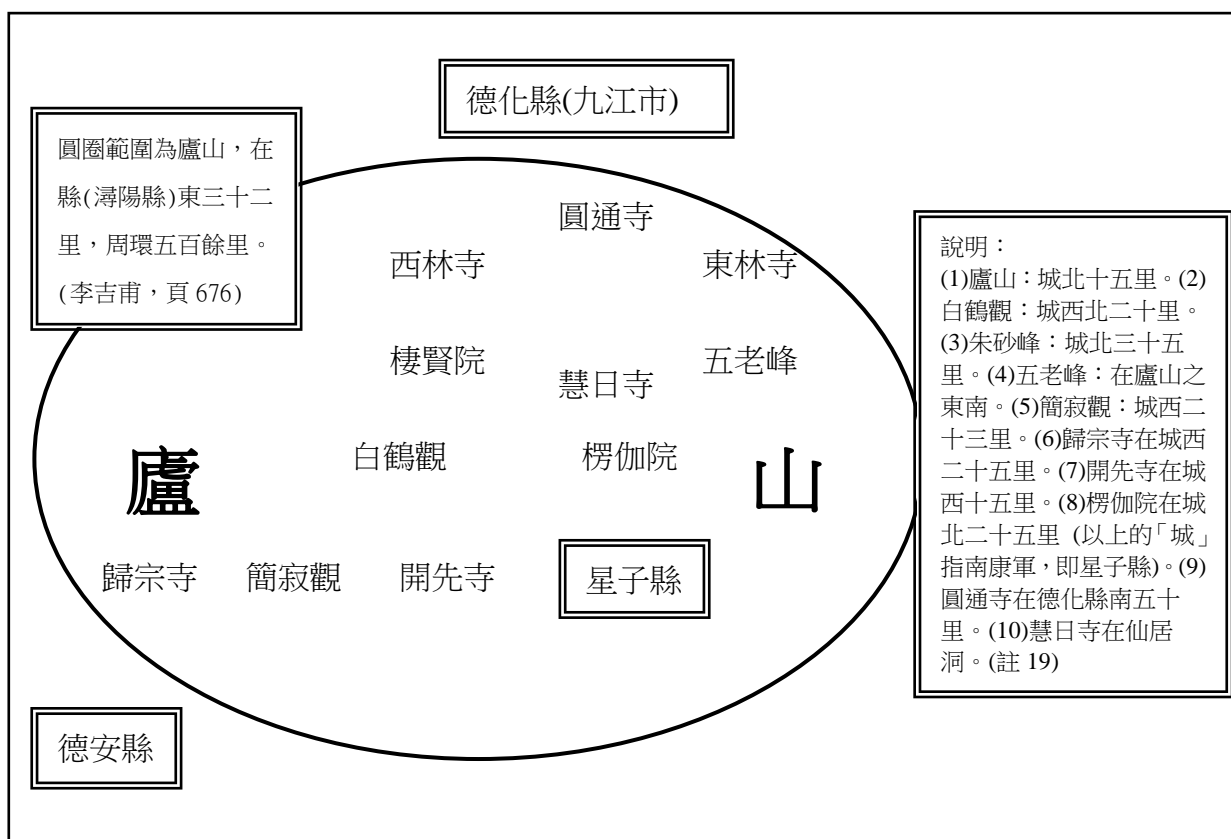 德化縣(九江市)
圓圈範圍為廬山，在
縣(潯陽縣)東三十二
里，周環五百餘里。
(李吉甫，頁 676)
圓通寺
西林寺
東林寺
棲賢院
慧日寺
五老峰
白鶴觀
楞伽院
廬
山
歸宗寺
簡寂觀
開先寺
星子縣
德安縣
說明：
(1)廬山：城北十五里。(2)
白鶴觀：城西北二十里。
(3)朱砂峰：城北三十五
里。(4)五老峰：在廬山之
東南。(5)簡寂觀：城西二
十三里。(6)歸宗寺在城西
二十五里。(7)開先寺在城
西十五里。(8)楞伽院在城
北二十五里 (以上的「城」
指南康軍，即星子縣)。(9)
圓通寺在德化縣南五十
里。(10)慧日寺在仙居
洞。(註 19)